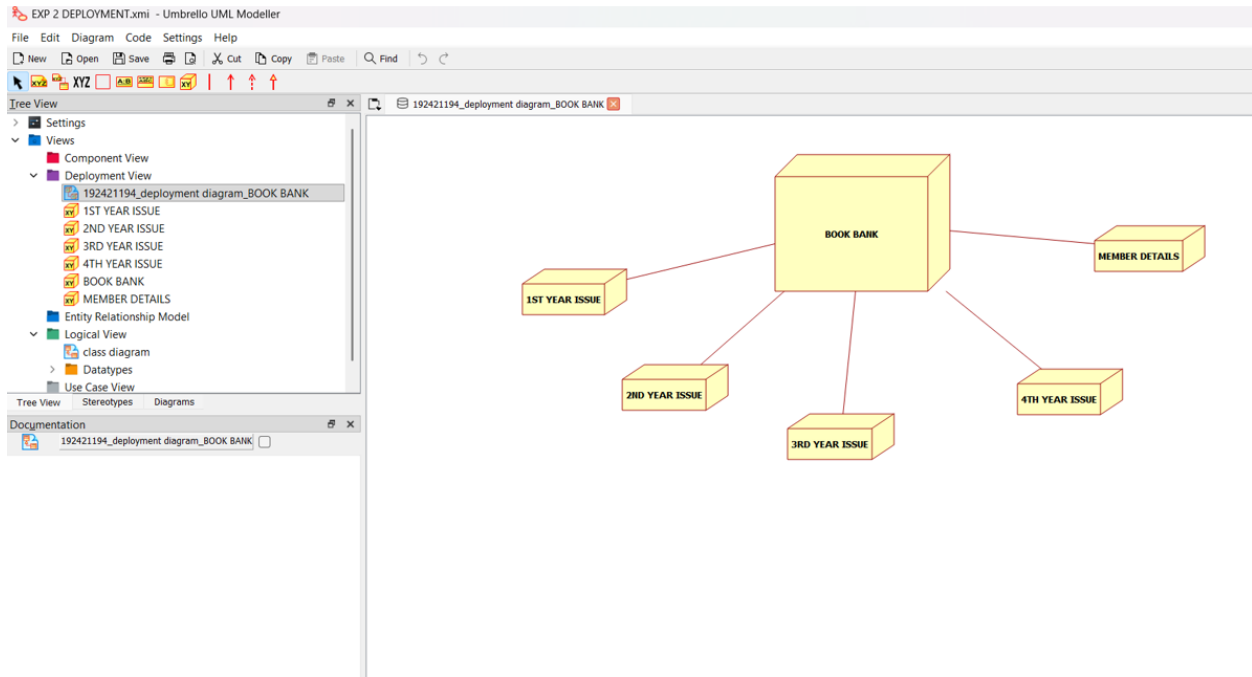 EXP 2 DEPLOYMENT.xmi - Umbrello UML Modeller
File Edit Diagram Code Settings Help
New Open Save Cut Copy Paste Find
XYZ
Tree View
192421194_deployment diagram_BOOK BANK
Settings
Views
Component View
Deployment View
192421194_deployment diagram_BOOK BANK
1ST YEAR ISSUE
2ND YEAR ISSUE
3RD YEAR ISSUE
4TH YEAR ISSUE
BOOK BANK
MEMBER DETAILS
Entity Relationship Model
Logical View
class diagram
Datatypes
Use Case View
Tree View Stereotypes Diagrams
Documentation
192421194_deployment diagram_BOOK BANK
BOOK BANK
MEMBER DETAILS
1ST YEAR ISSUE
2ND YEAR ISSUE
4TH YEAR ISSUE
3RD YEAR ISSUE